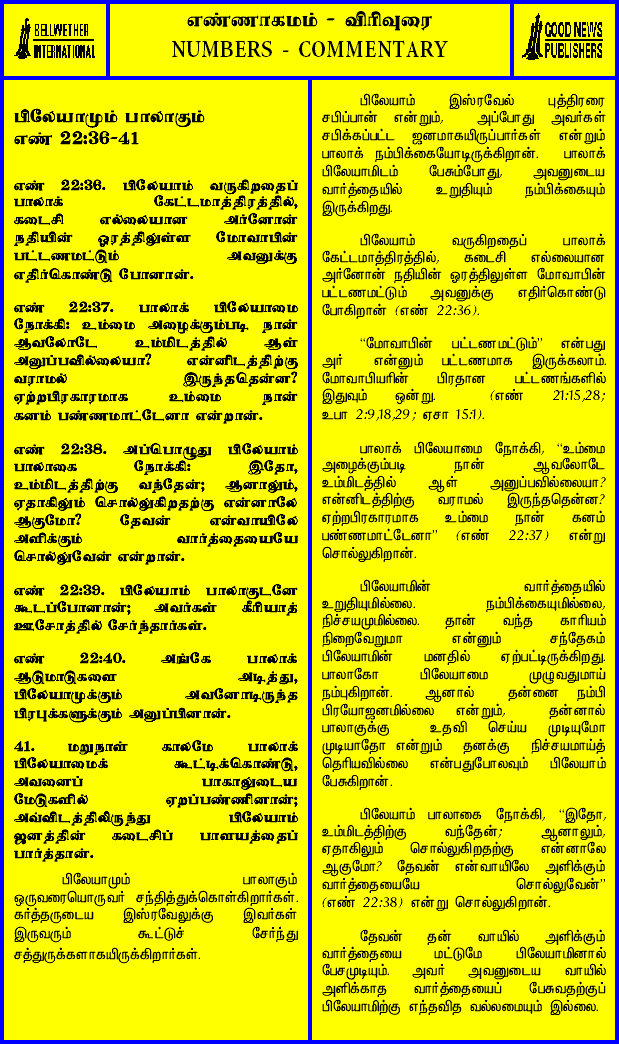 BELLWETHER
INTERNATIONAL
எண்ணாகமம் - விரிவுரை
NUMBERS - COMMENTARY
GOOD NEWS
PUBLISHERS
பிலேயாமும் பாலாகும்
எண் 22:36-41
எண் 22:36. பிலேயாம் வருகிறதைப்
பாலாக் கேட்டமாத்திரத்தில்,
கடைசி எல்லையான அர்னோன்
நதியின் ஓரத்திலுள்ள மோவாபின்
பட்டணமட்டும் அவனுக்கு
எதிர்கொண்டு போனான்.
எண் 22:37. பாலாக் பிலேயாமை
நோக்கி: உம்மை அழைக்கும்படி, நான்
ஆவலோடே உம்மிடத்தில் ஆள்
அனுப்பவில்லையா? என்னிடத்திற்கு
வராமல் இருந்ததென்ன?
ஏற்றபிரகாரமாக உம்மை நான்
கனம் பண்ணமாட்டேனா என்றான்.
எண் 22:38. அப்பொழுது பிலேயாம்
பாலாகை நோக்கி: இதோ,
உம்மிடத்திற்கு வந்தேன்; ஆனாலும்,
ஏதாகிலும் சொல்லுகிறதற்கு என்னாலே
ஆகுமோ? தேவன் என்வாயிலே
அளிக்கும் வார்த்தையையே
சொல்லுவேன் என்றான்.
எண் 22:39. பிலேயாம் பாலாகுடனே
கூடப்போனான்; அவர்கள் கீரியாத்
ஊசோத்தில் சேர்ந்தார்கள்.
எண் 22:40. அங்கே பாலாக்
ஆடுமாடுகளை அடித்து,
பிலேயாமுக்கும் அவனோடிருந்த
பிரபுக்களுக்கும் அனுப்பினான்.
41. மறுநாள் காலமே பாலாக்
பிலேயாமைக் கூட்டிக்கொண்டு,
அவனைப் பாகாலுடைய
மேடுகளில் ஏறப்பண்ணினான்;
அவ்விடத்திலிருந்து பிலேயாம்
ஜனத்தின் கடைசிப் பாளயத்தைப்
பார்த்தான்.
பிலேயாமும் பாலாகும்
ஒருவரையொருவர் சந்தித்துக்கொள்கிறார்கள்.
கர்த்தருடைய இஸ்ரவேலுக்கு இவர்கள்
இருவரும் கூட்டுச் சேர்ந்து
சத்துருக்களாகயிருக்கிறார்கள்.
பிலேயாம் இஸ்ரவேல் புத்திரரை
சபிப்பான் என்றும், அப்போது அவர்கள்
சபிக்கப்பட்ட ஜனமாகயிருப்பார்கள் என்றும்
பாலாக் நம்பிக்கையோடிருக்கிறான். பாலாக்
பிலேயாமிடம் பேசும்போது, அவனுடைய
வார்த்தையில் உறுதியும் நம்பிக்கையும்
இருக்கிறது.
பிலேயாம் வருகிறதைப் பாலாக்
கேட்டமாத்திரத்தில், கடைசி எல்லையான
அர்னோன் நதியின் ஓரத்திலுள்ள மோவாபின்
பட்டணமட்டும் அவனுக்கு எதிர்கொண்டு
போகிறான் (எண் 22:36).
"மோவாபின் பட்டணமட்டும்" என்பது
அர் என்னும் பட்டணமாக இருக்கலாம்.
மோவாபியரின் பிரதான பட்டணங்களில்
இதுவும் ஒன்று. (எண் 21:15,28;
உபா 2:9,18,29; ஏசா 15:1).
பாலாக் பிலேயாமை நோக்கி, "உம்மை
அழைக்கும்படி நான் ஆவலோடே
உம்மிடத்தில் ஆள் அனுப்பவில்லையா?
என்னிடத்திற்கு வராமல் இருந்ததென்ன?
ஏற்றபிரகாரமாக உம்மை நான் கனம்
பண்ணமாட்டேனா" (எண் 22:37) என்று
சொல்லுகிறான்.
பிலேயாமின் வார்த்தையில்
உறுதியுமில்லை. நம்பிக்கையுமில்லை,
நிச்சயமுமில்லை. தான் வந்த காரியம்
நிறைவேறுமா என்னும் சந்தேகம்
பிலேயாமின் மனதில் ஏற்பட்டிருக்கிறது.
பாலாகோ பிலேயாமை முழுவதுமாய்
நம்புகிறான். ஆனால் தன்னை நம்பி
பிரயோஜனமில்லை என்றும், தன்னால்
பாலாகுக்கு உதவி செய்ய முடியுமோ
முடியாதோ என்றும் தனக்கு நிச்சயமாய்த்
தெரியவில்லை என்பதுபோலவும் பிலேயாம்
பேசுகிறான்.
பிலேயாம் பாலாகை நோக்கி, "இதோ,
உம்மிடத்திற்கு வந்தேன்; ஆனாலும்,
ஏதாகிலும் சொல்லுகிறதற்கு என்னாலே
ஆகுமோ? தேவன் என்வாயிலே அளிக்கும்
வார்த்தையையே சொல்லுவேன்"
(எண் 22:38) என்று சொல்லுகிறான்.
தேவன் தன் வாயில் அளிக்கும்
வார்த்தையை மட்டுமே பிலேயாமினால்
பேசமுடியும். அவர் அவனுடைய வாயில்
அளிக்காத வார்த்தையைப் பேசுவதற்குப்
பிலேயாமிற்கு எந்தவித வல்லமையும் இல்லை.